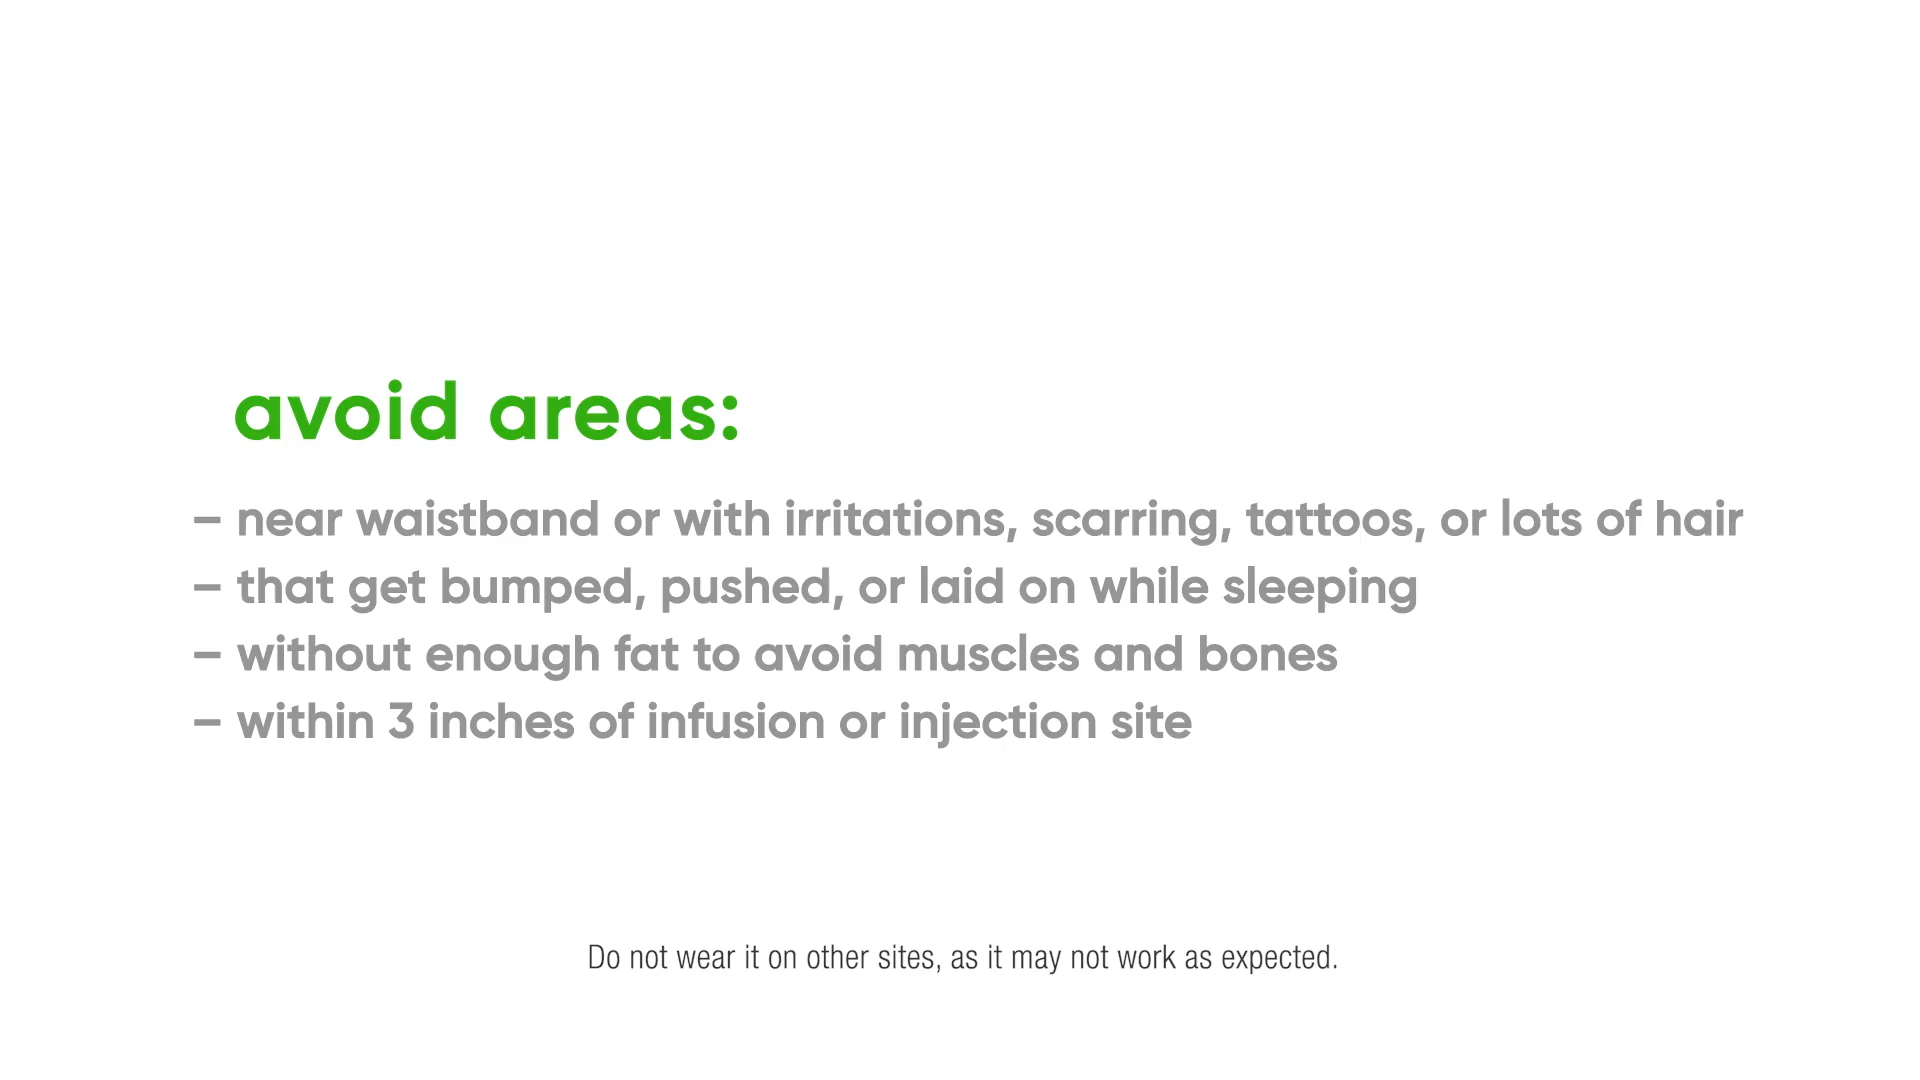 avoid areas:
– near waistband or with irritations, scarring, tattoos, or lots of hair
– that get bumped, pushed, or laid on while sleeping
– without enough fat to avoid muscles and bones
– within 3 inches of infusion or injection site
Do not wear it on other sites, as it may not work as expected.